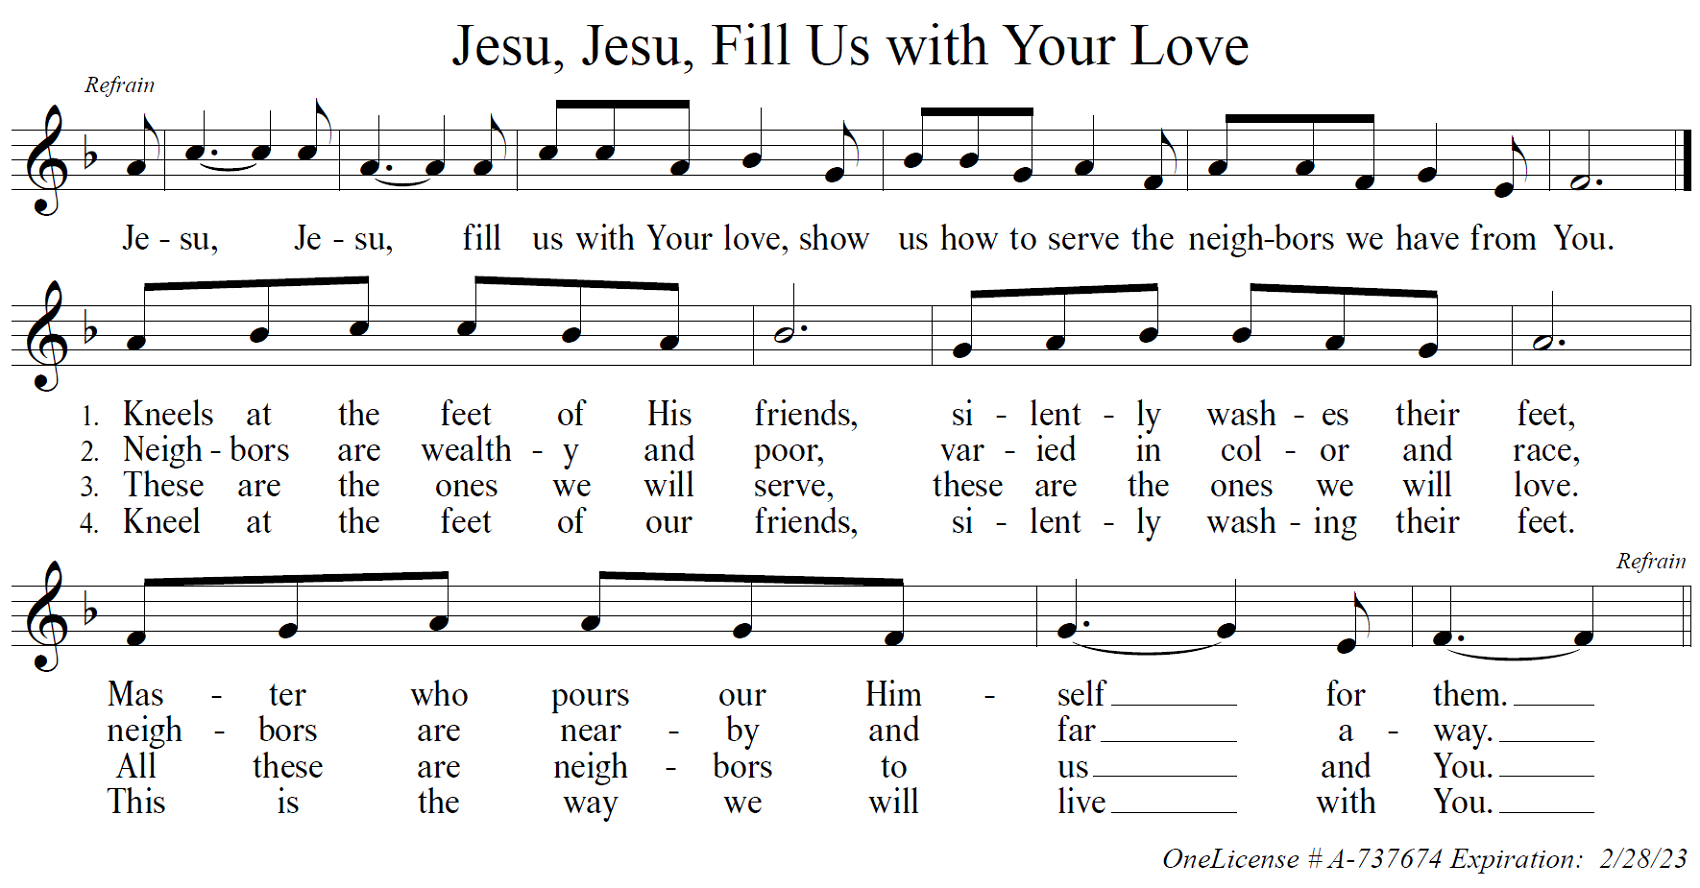 Jesu, Jesu, Fill Us with Your Love
Refrain
Je - su, Je - su, fill us with Your love, show us how to serve the neigh-bors we have from You.
1. Kneels at the feet of His friends, si - lent - ly wash - es their feet,
2. Neigh - bors are wealth - y and poor, var - ied in col - or and race,
3. These are the ones we will serve, these are the ones we will love.
4. Kneel at the feet of our friends, si - lent - ly wash - ing their feet.
Refrain
Mas - ter who pours our Him - self for them.
neigh - bors are near - by and far a - way.
All these are neigh - bors to us and You.
This is the way we will live with You.
OneLicense # A-737674 Expiration: 2/28/23